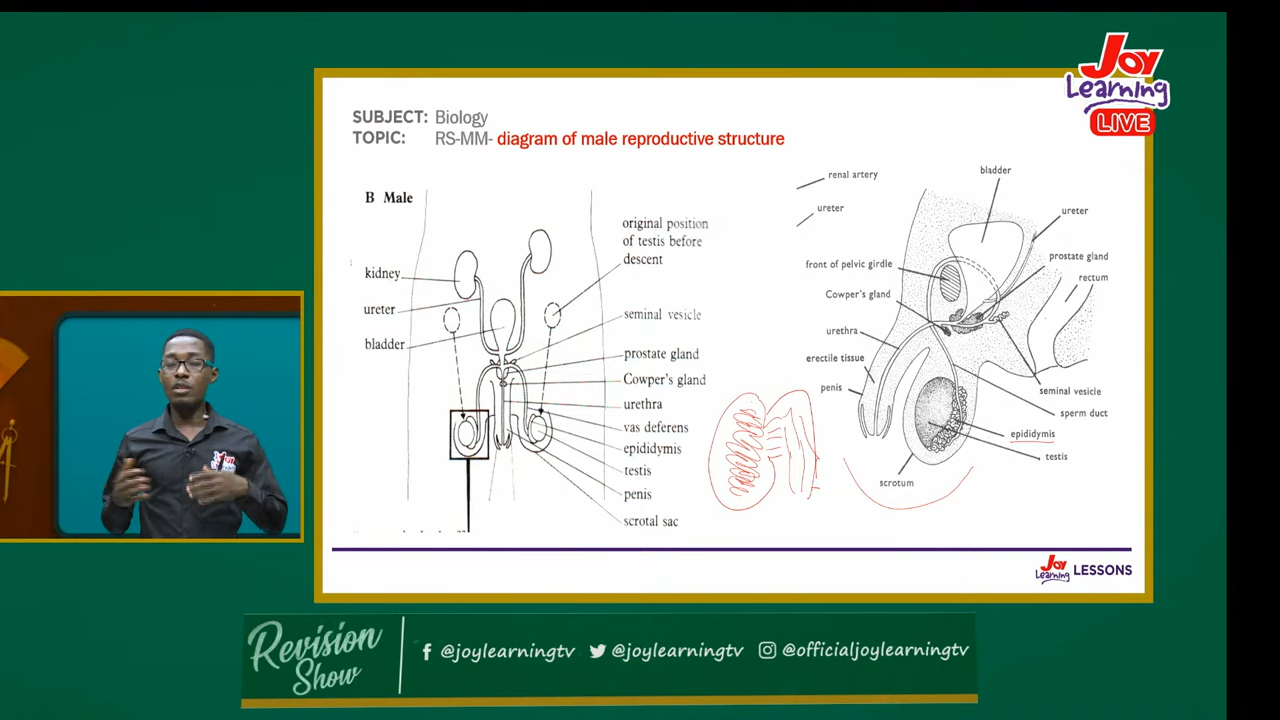 Joy
Learning
LIVE
SUBJECT: Biology
TOPIC: RS-MM- diagram of male reproductive structure
B Male
kidney
ureter
bladder
original position
of testis before
descent
seminal vesicle
prostate gland
Cowper's gland
urethra
vas deferens
epididymis
testis
penis
scrotal sac
renal artery
ureter
bladder
ureter
front of pelvic girdle
prostate gland
rectum
Cowper's gland
urethra
erectile tissue
penis
seminal vesicle
sperm duct
epididymis
testis
scrotum
Joy
Learning LESSONS
Joy
Revision
Show
@joylearningtv
@joylearningtv
@officialjoylearningtv